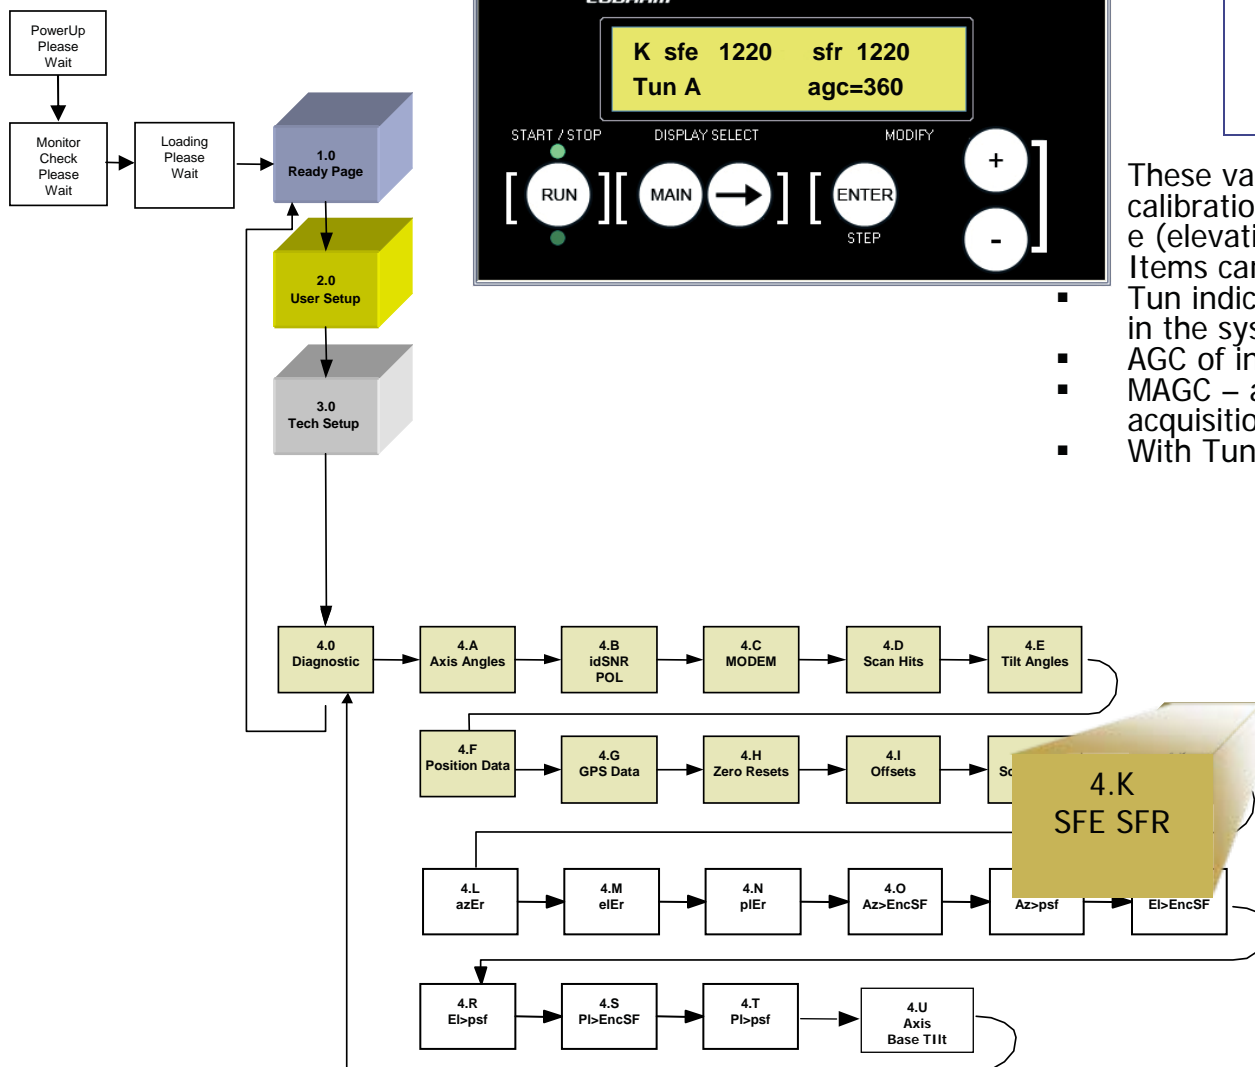 PowerUp
Please
Wait
Monitor
Check
Please
Wait
Loading
Please
Wait
1.0
Ready Page
2.0
User Setup
3.0
Tech Setup
K sfe 1220 sfr 1220
Tun A agc=360
START / STOP DISPLAY SELECT MODIFY
[ RUN ][ MAIN ] [ ENTER + ]
STEP -
These
calibratio
e (elevati
Items
Tun indic
in the sys
AGC of in
MAGC –
acquisitio
With Tun
4.0
Diagnostic
4.A
Axis Angles
4.B
idSNR
POL
4.C
MODEM
4.D
Scan Hits
4.E
Tilt Angles
4.F
Position Data
4.G
GPS Data
4.H
Zero Resets
4.I
Offsets
4.K
SFE SFR
4.L
azEr
4.M
elEr
4.N
plEr
4.O
Az>EncSF
Az>psf
El>EncSF
4.R
El>psf
4.S
Pl>EncSF
4.T
Pl>psf
4.U
Axis
Base TIlt